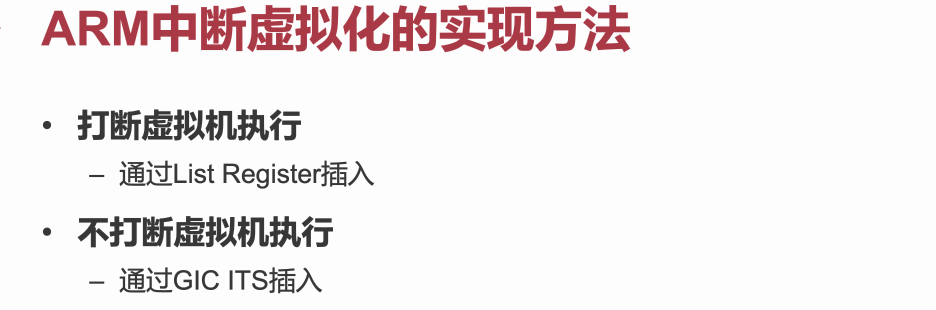 ARM中断虚拟化的实现方法
• 打断虚拟机执行
– 通过List Register插入
• 不打断虚拟机执行
– 通过GIC ITS插入